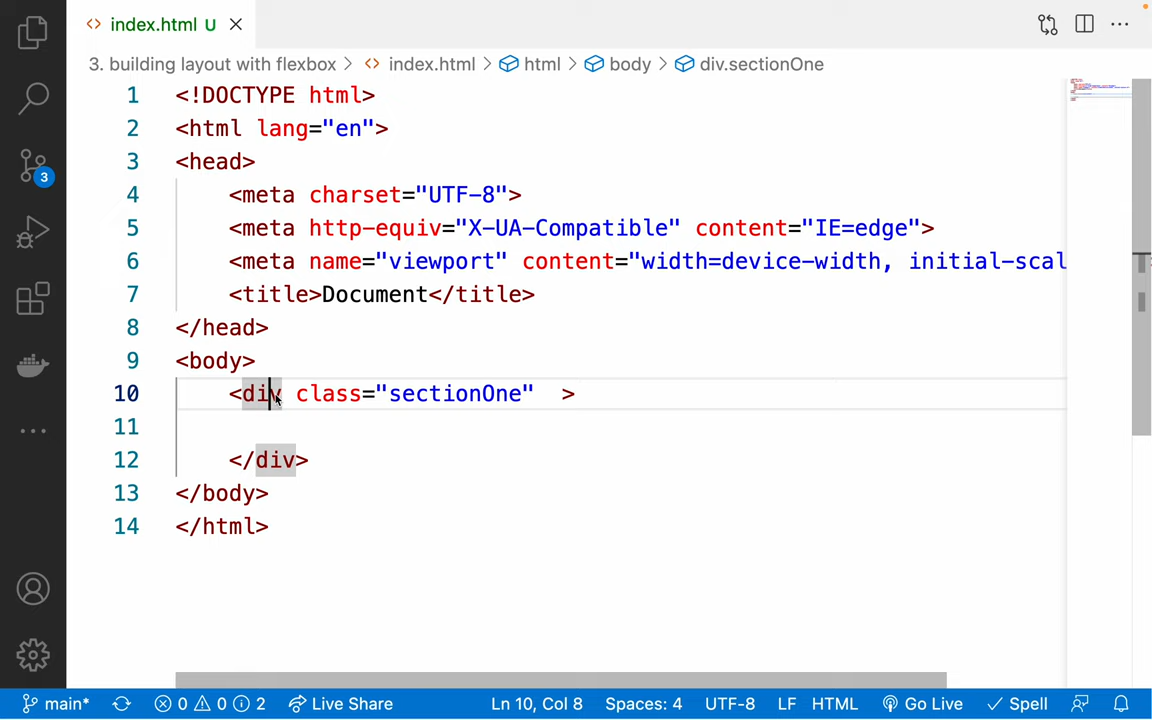 index.html U
3. building layout with flexbox > index.html > html > body > div.sectionOne
1 <!DOCTYPE html>
2 <html lang="en">
3 <head>
4 <meta charset="UTF-8">
5 <meta http-equiv="X-UA-Compatible" content="IE=edge">
6 <meta name="viewport" content="width=device-width, initial-scal
7 <title>Document</title>
8 </head>
9 <body>
10 <div class="sectionOne"  >
11
12 </div>
13 </body>
14 </html>
3
main* 0 0 2 Live Share Ln 10, Col 8 Spaces: 4 UTF-8 LF HTML Go Live Spell